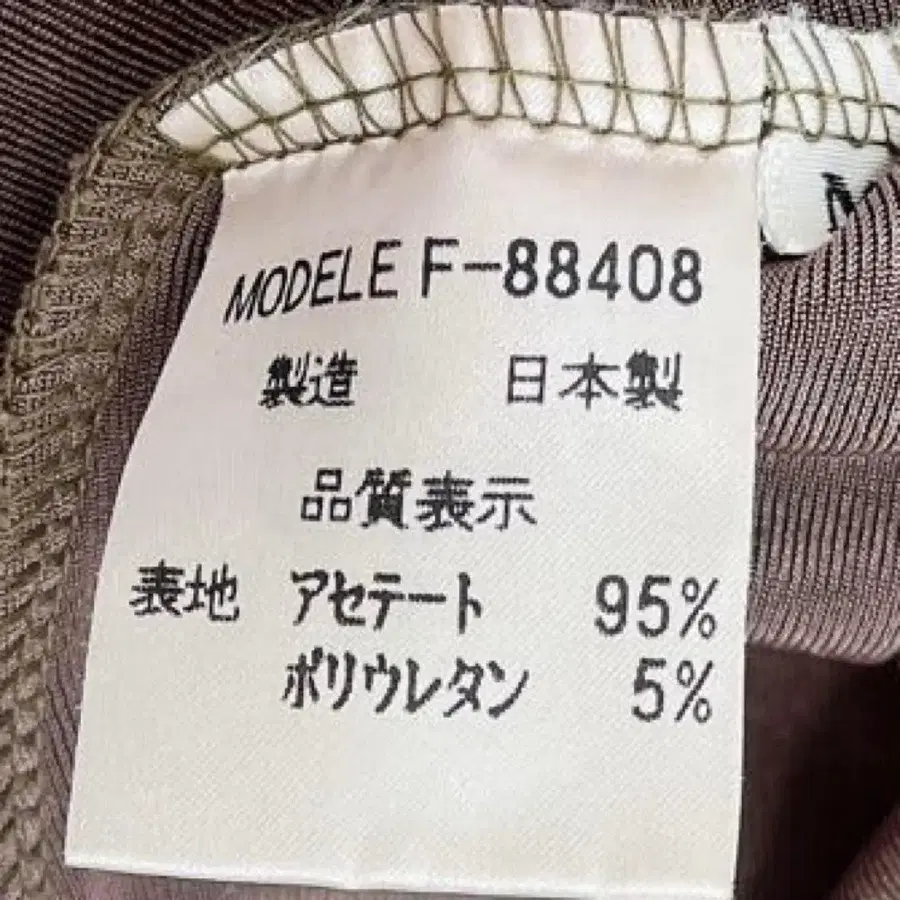 MODELE F-88408
製造 日本製
品質表示
表地 アセテート 95%
ポリウレタン 5%
M